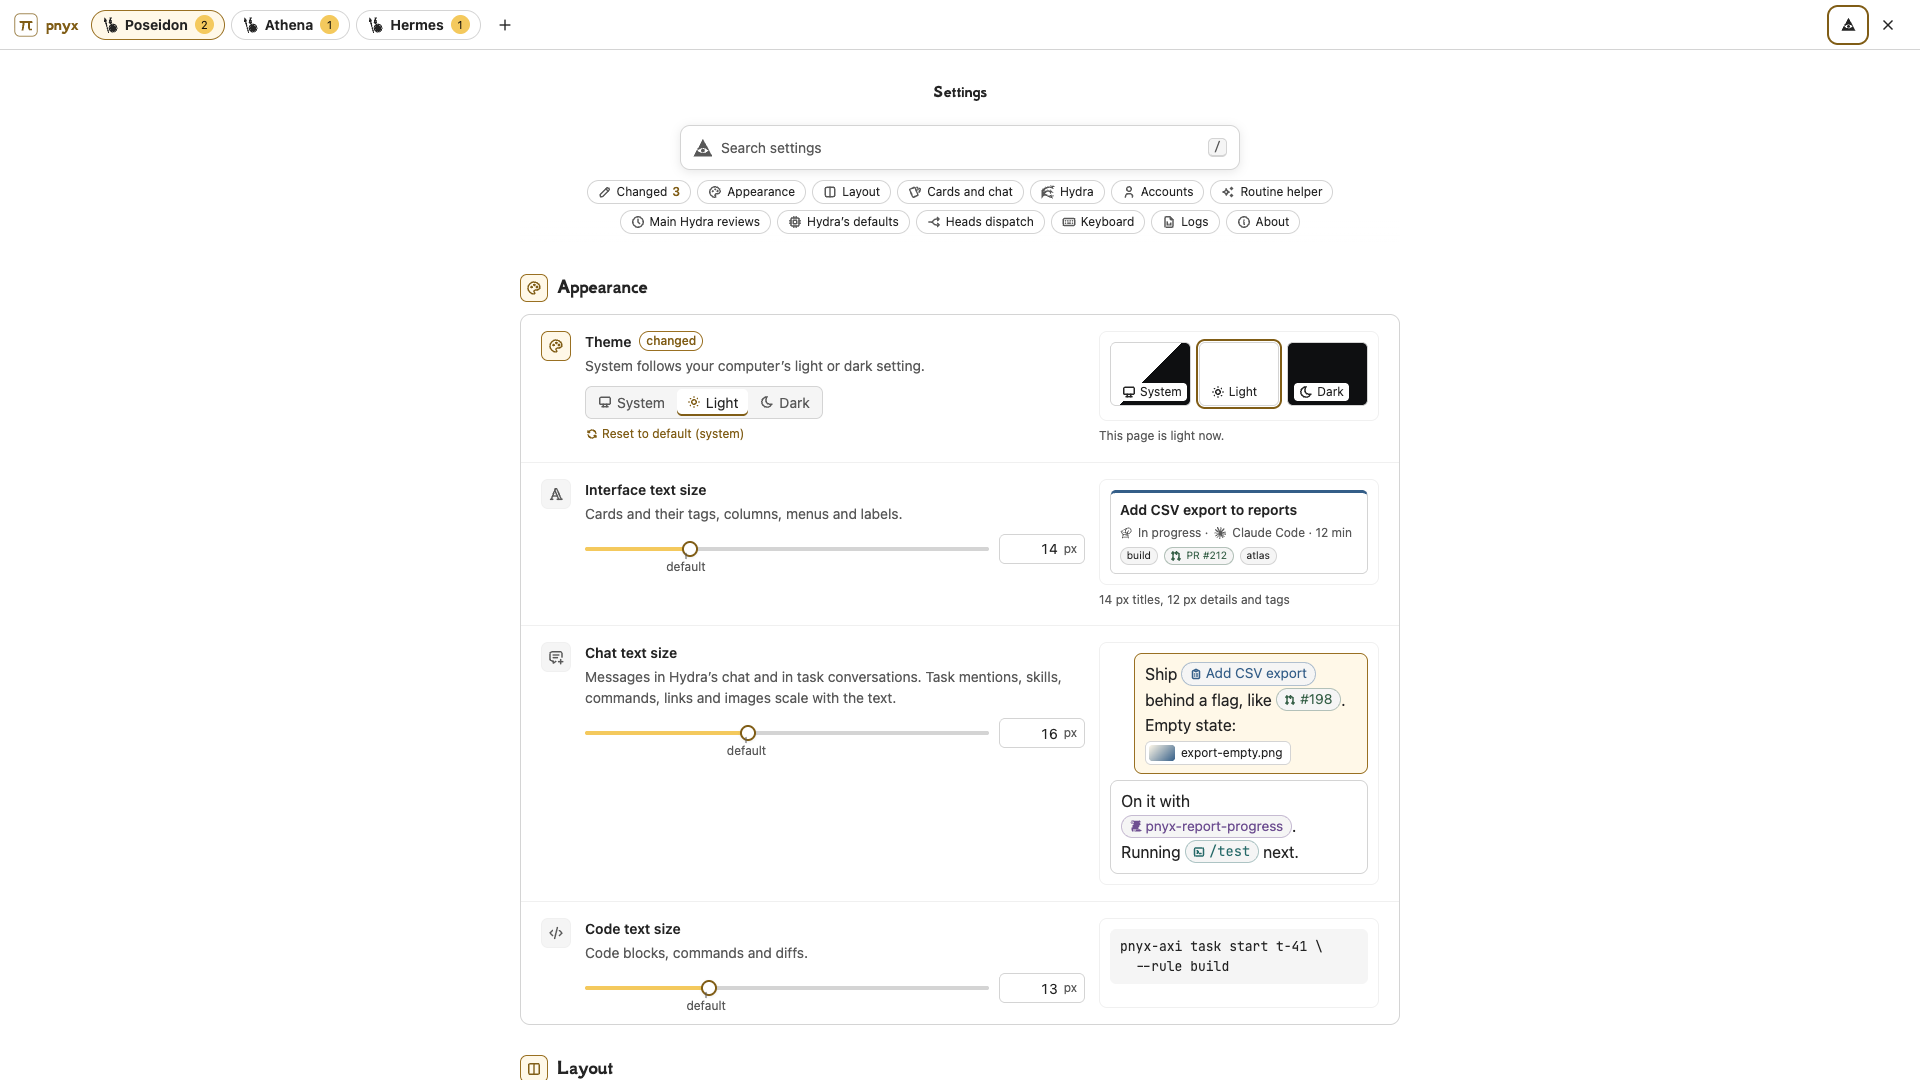 pnyx Poseidon 2 Athena 1 Hermes 1 +
Settings
Search settings /
Changed 3 Appearance Layout Cards and chat Hydra Accounts Routine helper
Main Hydra reviews Hydra’s defaults Heads dispatch Keyboard Logs About
Appearance
Theme changed
System follows your computer’s light or dark setting.
System Light Dark
Reset to default (system)
System Light Dark
This page is light now.
Interface text size
Cards and their tags, columns, menus and labels.
14 px
default
Add CSV export to reports
In progress · Claude Code · 12 min
build PR #212 atlas
14 px titles, 12 px details and tags
Chat text size
Messages in Hydra’s chat and in task conversations. Task mentions, skills,
commands, links and images scale with the text.
16 px
default
Ship Add CSV export
behind a flag, like #198.
Empty state:
export-empty.png
On it with
pnyx-report-progress.
Running /test next.
Code text size
Code blocks, commands and diffs.
13 px
default
pnyx-axi task start t-41 \
--rule build
Layout